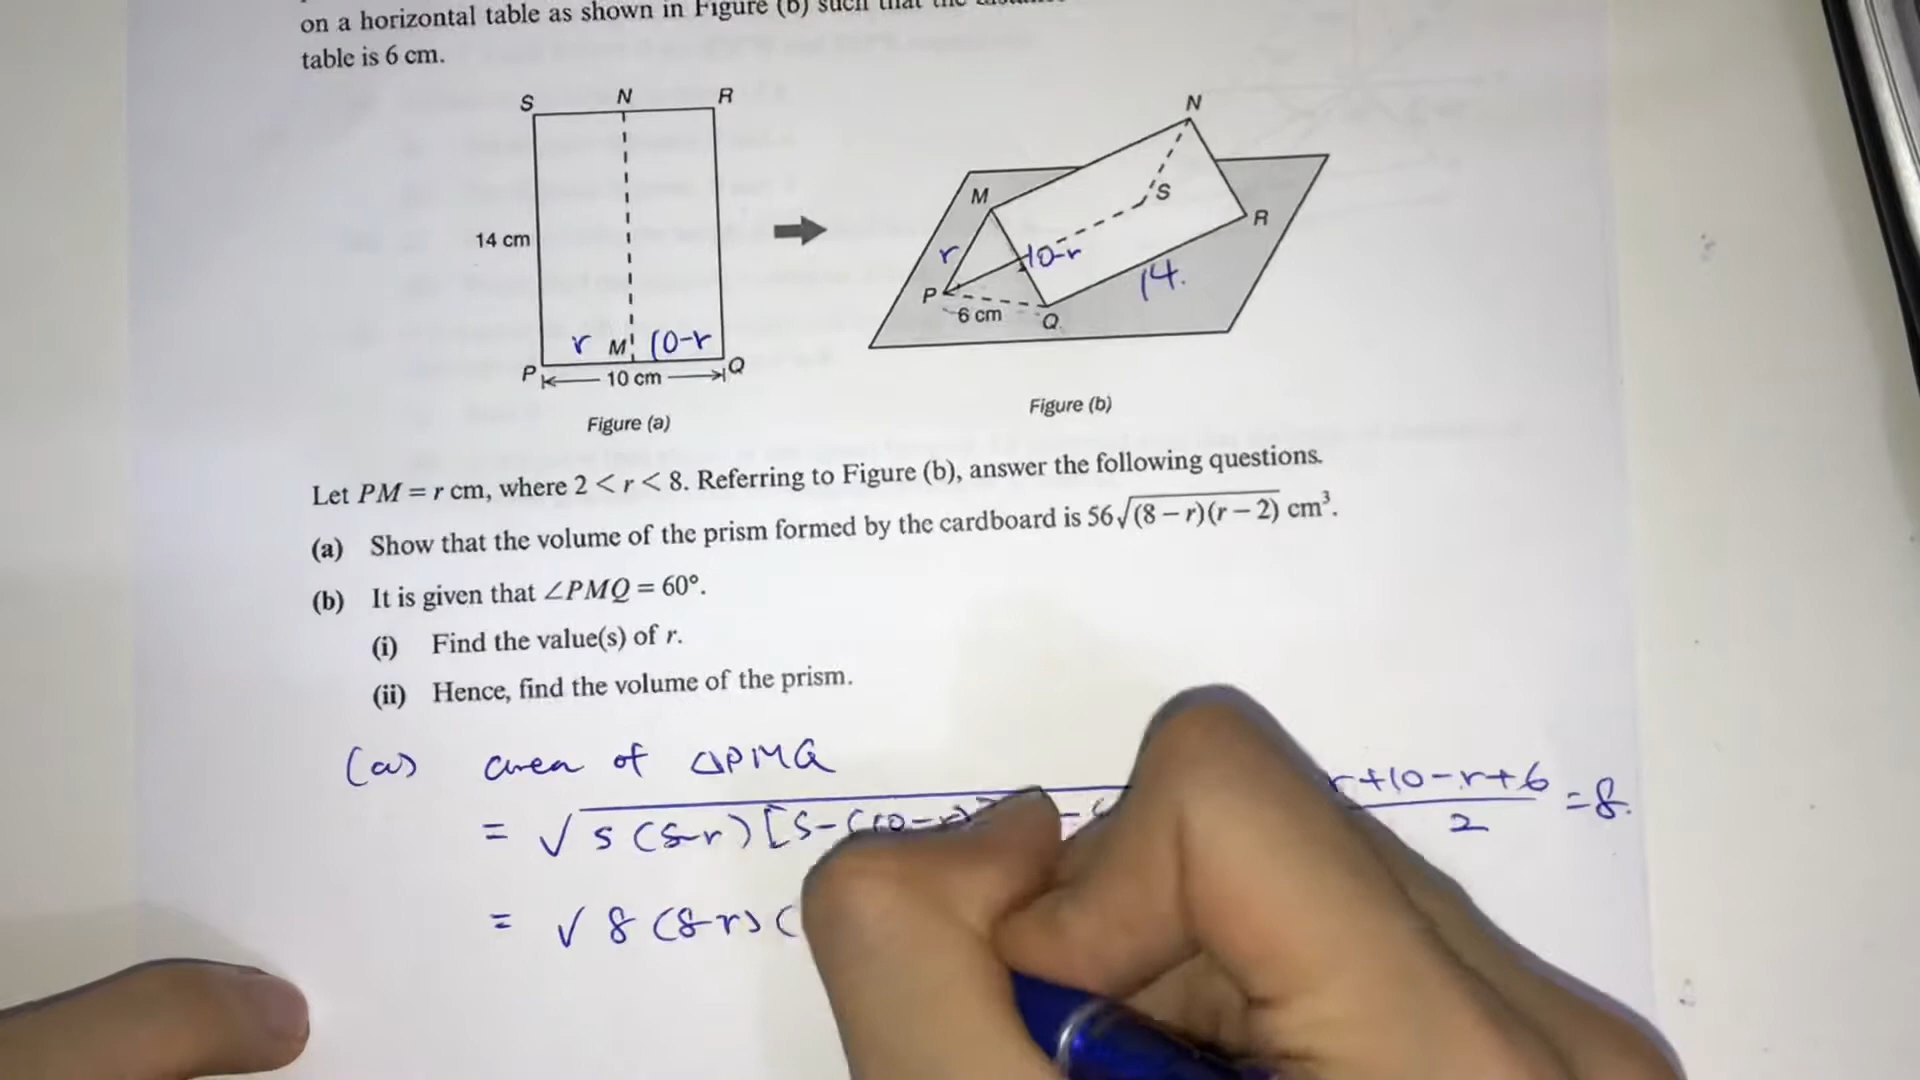 on a horizontal table as shown in Figure (b) such that the
table is 6 cm.
S N R
N
M
S
14 cm
R
r 10-r
14.
P
6 cm
Q
r M (0-r
P 10 cm Q
Figure (a)
Figure (b)
Let PM = r cm, where 2 < r < 8. Referring to Figure (b), answer the following questions.
(a) Show that the volume of the prism formed by the cardboard is 56√(8 – r)(r – 2) cm³.
(b) It is given that ∠PMQ = 60°.
(i) Find the value(s) of r.
(ii) Hence, find the volume of the prism.
(a) area of △PMQ
r+10-r+6
2
=8.
= √ s (s-r) [s-(10-r)
= √ 8 (8-r) (